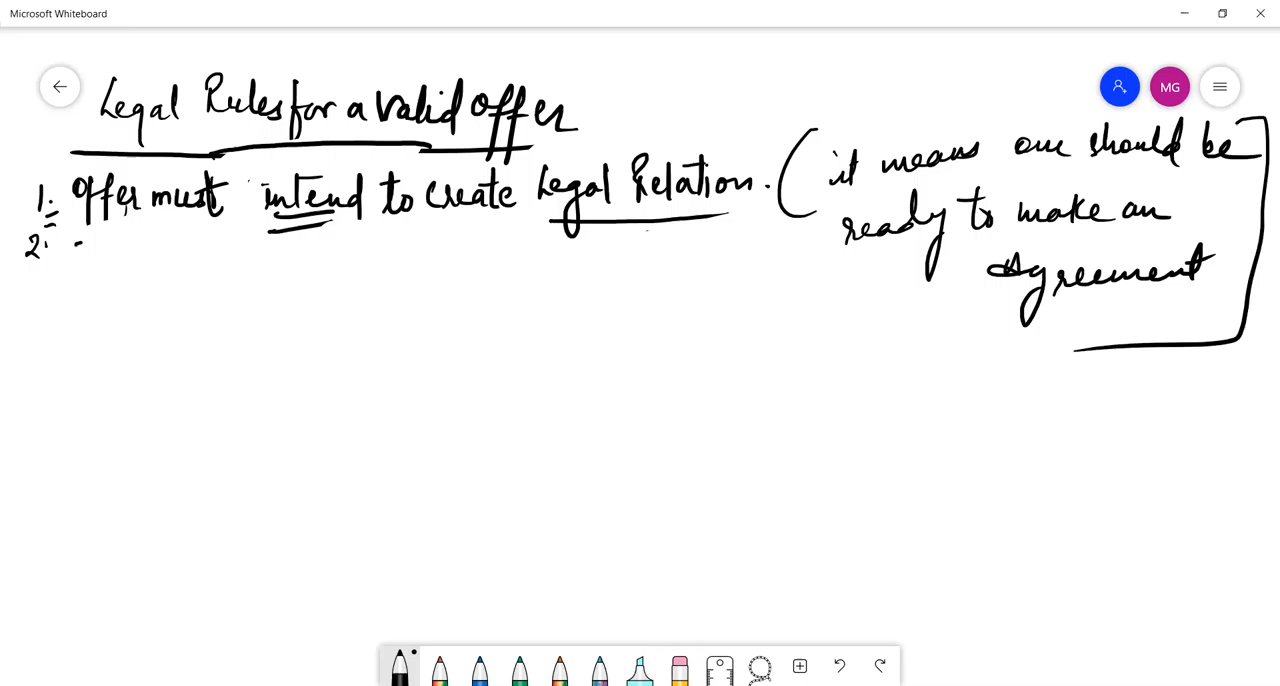 Microsoft Whiteboard
MG
Legal Rules for a valid offer
1. Offer must intend to create Legal Relation. (it means one should be
ready to make an
Agreement
2.